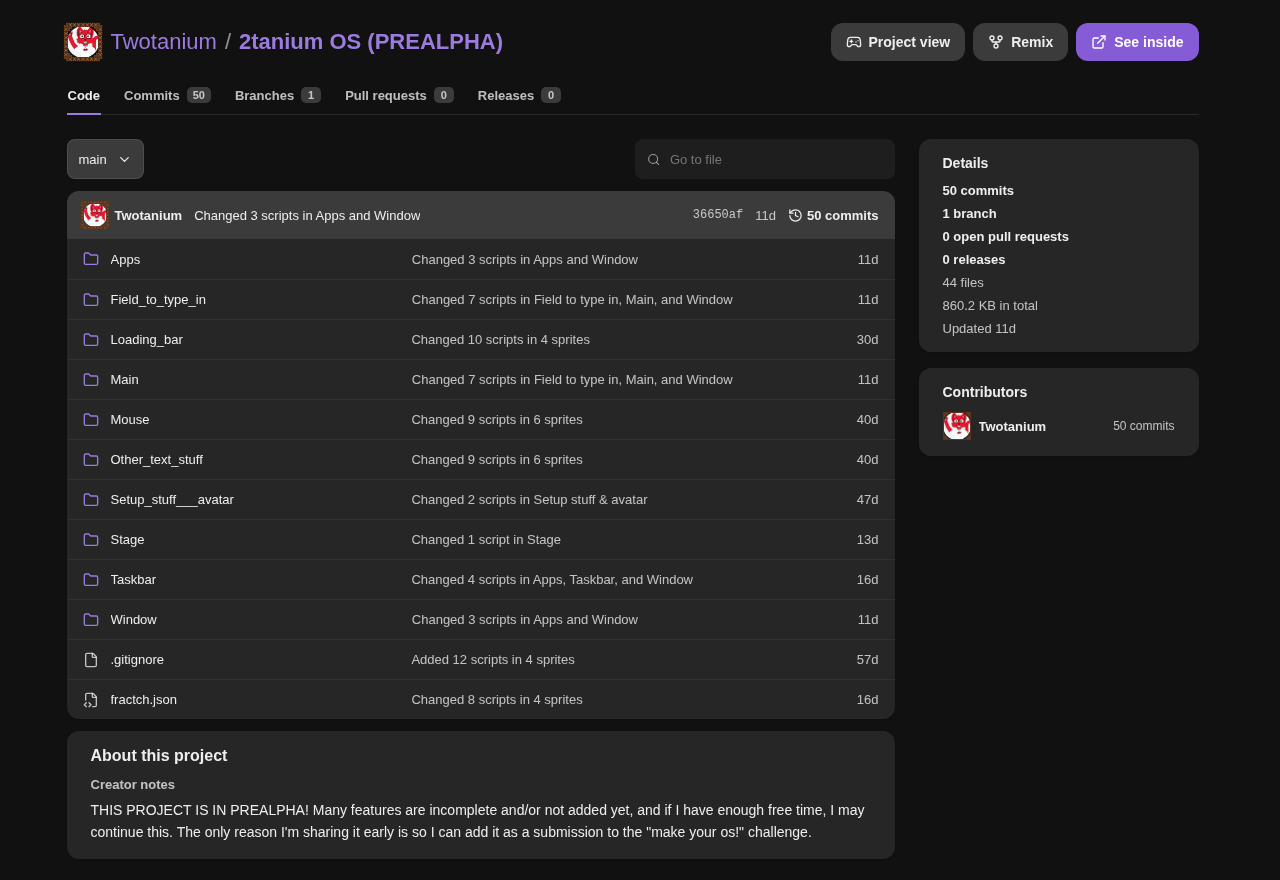 Twotanium / 2tanium OS (PREALPHA)
Project view
Remix
See inside
Code
Commits 50
Branches 1
Pull requests 0
Releases 0
main
Go to file
Twotanium Changed 3 scripts in Apps and Window 36650af 11d 50 commits
Apps Changed 3 scripts in Apps and Window 11d
Field_to_type_in Changed 7 scripts in Field to type in, Main, and Window 11d
Loading_bar Changed 10 scripts in 4 sprites 30d
Main Changed 7 scripts in Field to type in, Main, and Window 11d
Mouse Changed 9 scripts in 6 sprites 40d
Other_text_stuff Changed 9 scripts in 6 sprites 40d
Setup_stuff___avatar Changed 2 scripts in Setup stuff & avatar 47d
Stage Changed 1 script in Stage 13d
Taskbar Changed 4 scripts in Apps, Taskbar, and Window 16d
Window Changed 3 scripts in Apps and Window 11d
.gitignore Added 12 scripts in 4 sprites 57d
fractch.json Changed 8 scripts in 4 sprites 16d
About this project
Creator notes
THIS PROJECT IS IN PREALPHA! Many features are incomplete and/or not added yet, and if I have enough free time, I may
continue this. The only reason I'm sharing it early is so I can add it as a submission to the "make your os!" challenge.
Details
50 commits
1 branch
0 open pull requests
0 releases
44 files
860.2 KB in total
Updated 11d
Contributors
Twotanium 50 commits